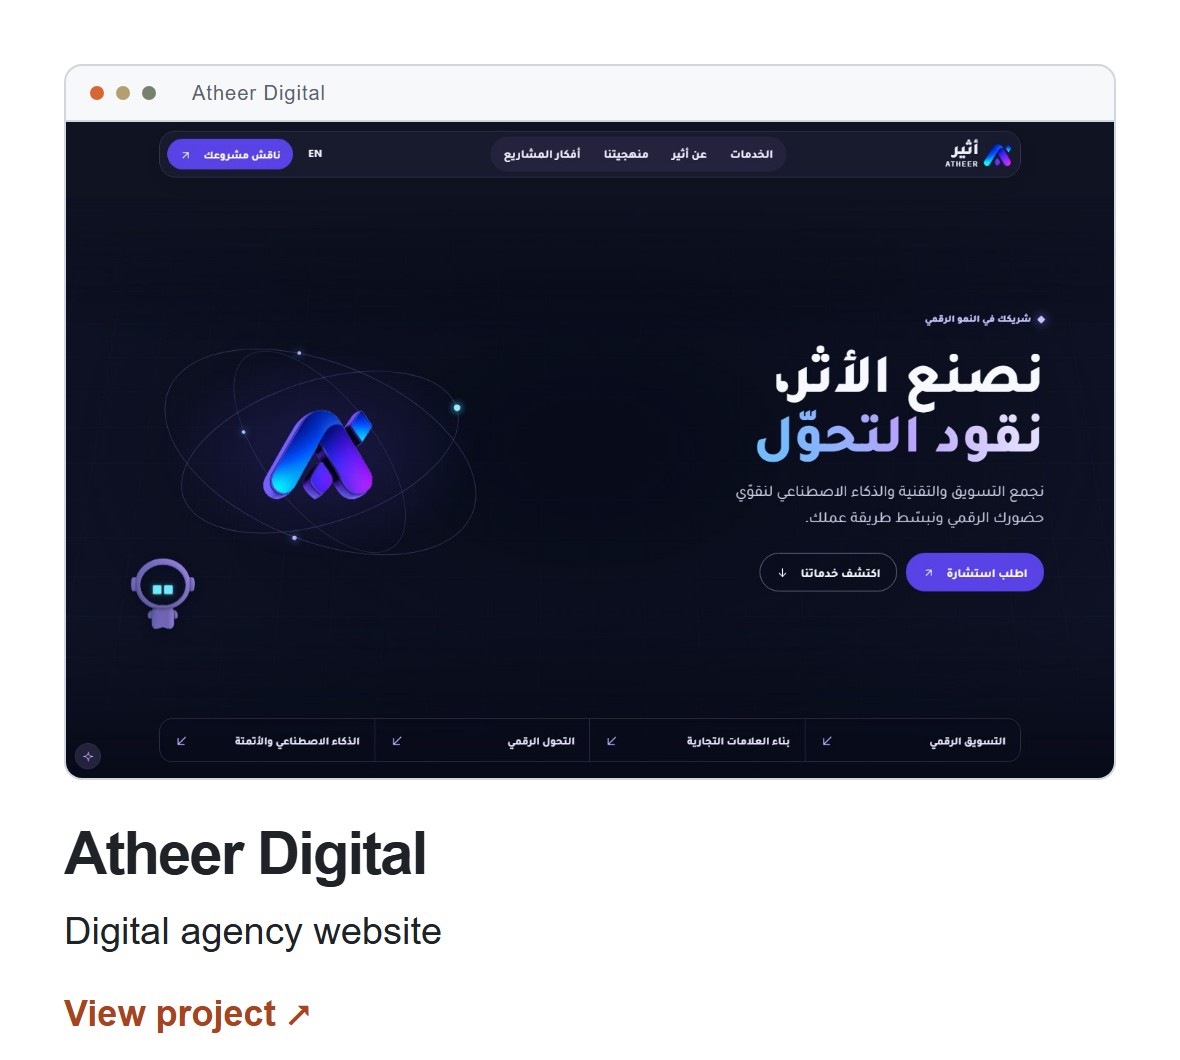 Atheer Digital
أثير
ATHEER
الخدمات
عن أثير
منهجيتنا
أفكار المشاريع
EN
ناقش مشروعك
شريكك في النمو الرقمي
نصنع الأثر.
نقود التحوّل
نجمع التسويق والتقنية والذكاء الاصطناعي لنقوّي
حضورك الرقمي ونبسّط طريقة عملك.
اطلب استشارة
اكتشف خدماتنا
التسويق الرقمي
بناء العلامات التجارية
التحول الرقمي
الذكاء الاصطناعي والأتمتة
Atheer Digital
Digital agency website
View project ↗